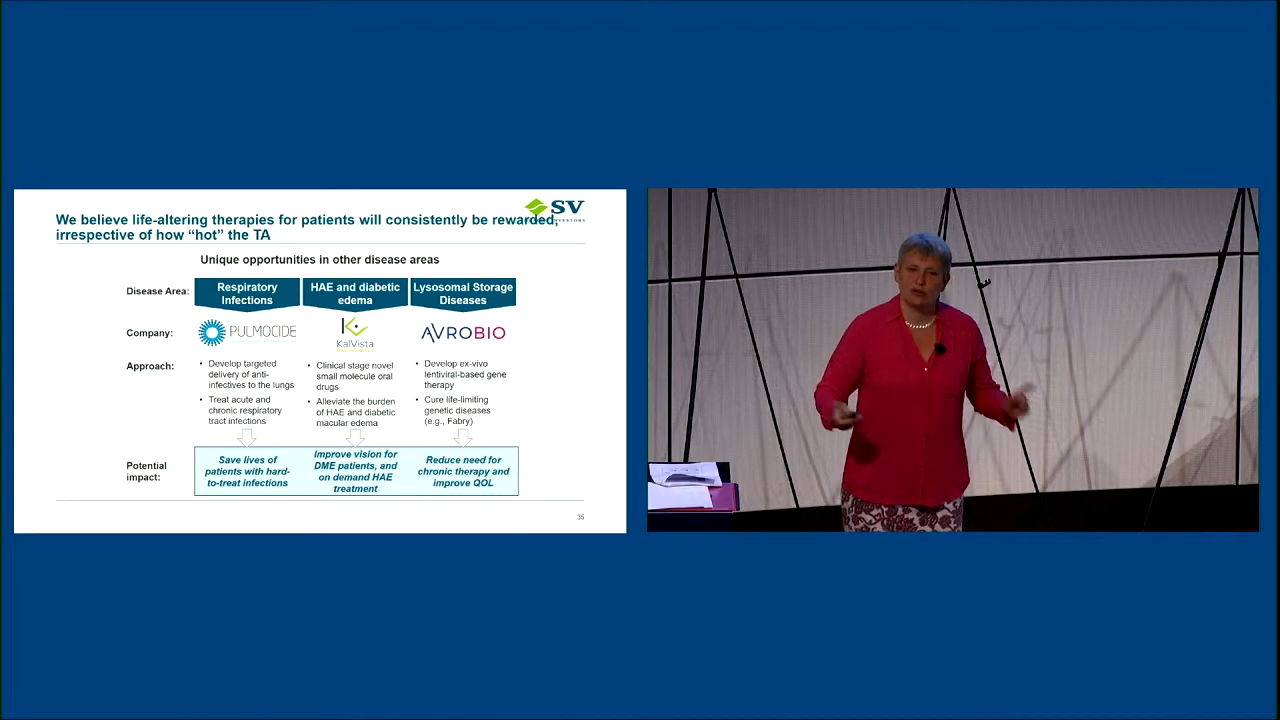 SV
We believe life-altering therapies for patients will consistently be rewarded,
irrespective of how “hot” the TA
Unique opportunities in other disease areas
Disease Area:
Respiratory
Infections
HAE and diabetic
edema
Lysosomal Storage
Diseases
Company:
PULMOCIDE
KalVista
AVROBIO
Approach:
• Develop targeted
delivery of anti-
infectives to the lungs
• Treat acute and
chronic respiratory
tract infections
• Clinical stage novel
small molecule oral
drugs
• Alleviate the burden
of HAE and diabetic
macular edema
• Develop ex-vivo
lentiviral-based gene
therapy
• Cure life-limiting
genetic diseases
(e.g., Fabry)
Potential
impact:
Save lives of
patients with hard-
to-treat infections
Improve vision for
DME patients, and
on demand HAE
treatment
Reduce need for
chronic therapy and
improve QOL
35